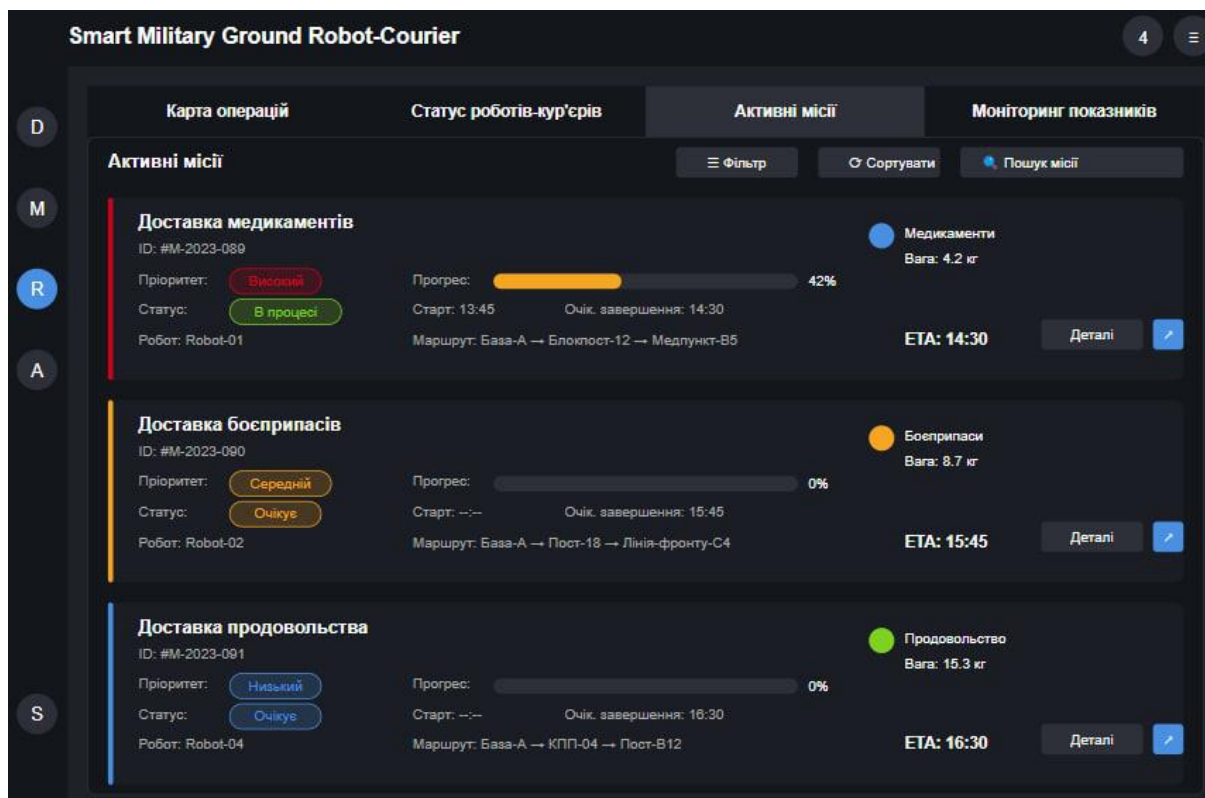 Smart Military Ground Robot-Courier
4
☰
D
M
R
A
S
Карта операцій
Статус роботів-кур'єрів
Активні місії
Моніторинг показників
Активні місії
☰ Фільтр
⟳ Сортувати
🔍 Пошук місії
Доставка медикаментів
ID: #M-2023-089
Пріоритет: Високий
Статус: В процесі
Робот: Robot-01
Прогрес: 42%
Старт: 13:45 Очік. завершення: 14:30
Маршрут: База-А → Блокпост-12 → Медпункт-В5
Медикаменти
Вага: 4.2 кг
ETA: 14:30
Деталі
↗
Доставка боєприпасів
ID: #M-2023-090
Пріоритет: Середній
Статус: Очікує
Робот: Robot-02
Прогрес: 0%
Старт: --:-- Очік. завершення: 15:45
Маршрут: База-А → Пост-18 → Лінія-фронту-С4
Боєприпаси
Вага: 8.7 кг
ETA: 15:45
Деталі
↗
Доставка продовольства
ID: #M-2023-091
Пріоритет: Низький
Статус: Очікує
Робот: Robot-04
Прогрес: 0%
Старт: --:-- Очік. завершення: 16:30
Маршрут: База-А → КПП-04 → Пост-В12
Продовольство
Вага: 15.3 кг
ETA: 16:30
Деталі
↗